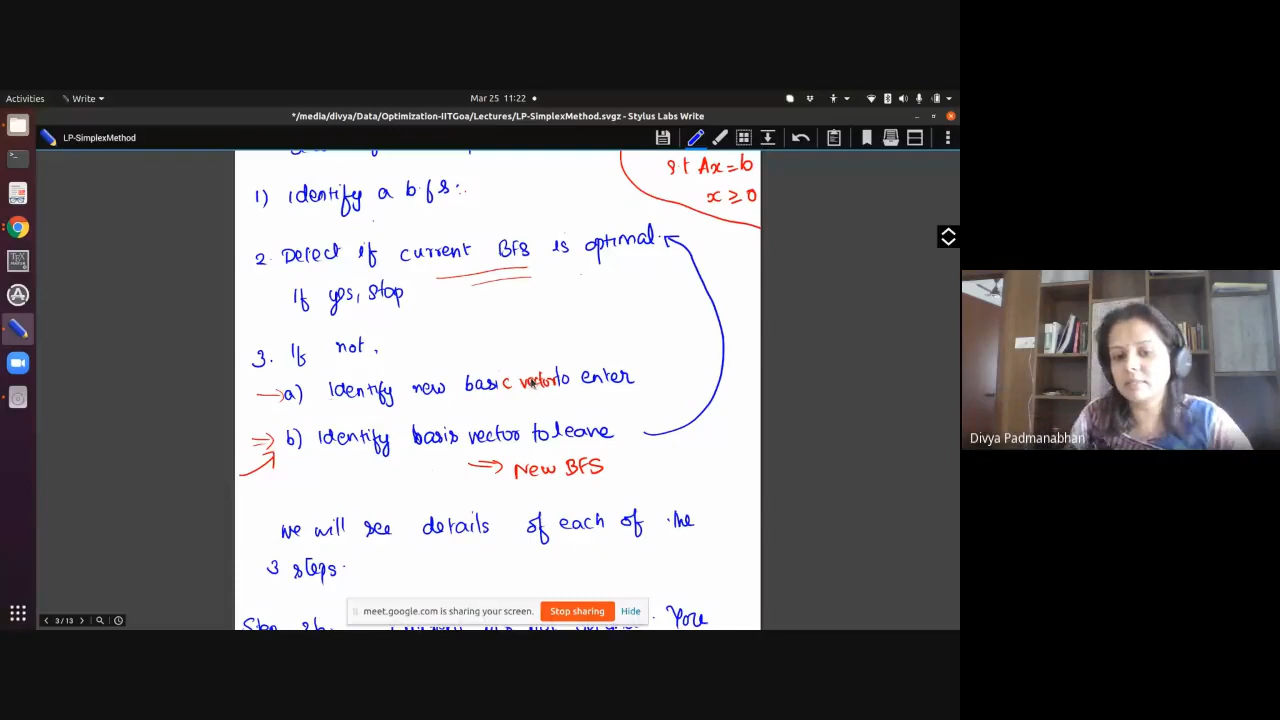 Activities
Write
Mar 25 11:22
*/media/divya/Data/Optimization-IITGoa/Lectures/LP-SimplexMethod.svgz - Stylus Labs Write
LP-SimplexMethod
s.t Ax=b
x ≥ 0
1) Identify a bfs:.
2. Detect if current BFS is optimal.
If yes, stop
3. If not,
a) Identify new basic vector to enter
b) Identify basis vector to leave
⇒ New BFS
we will see details of each of the
3 steps.
meet.google.com is sharing your screen.
Stop sharing
Hide
You
3 / 13
Divya Padmanabhan